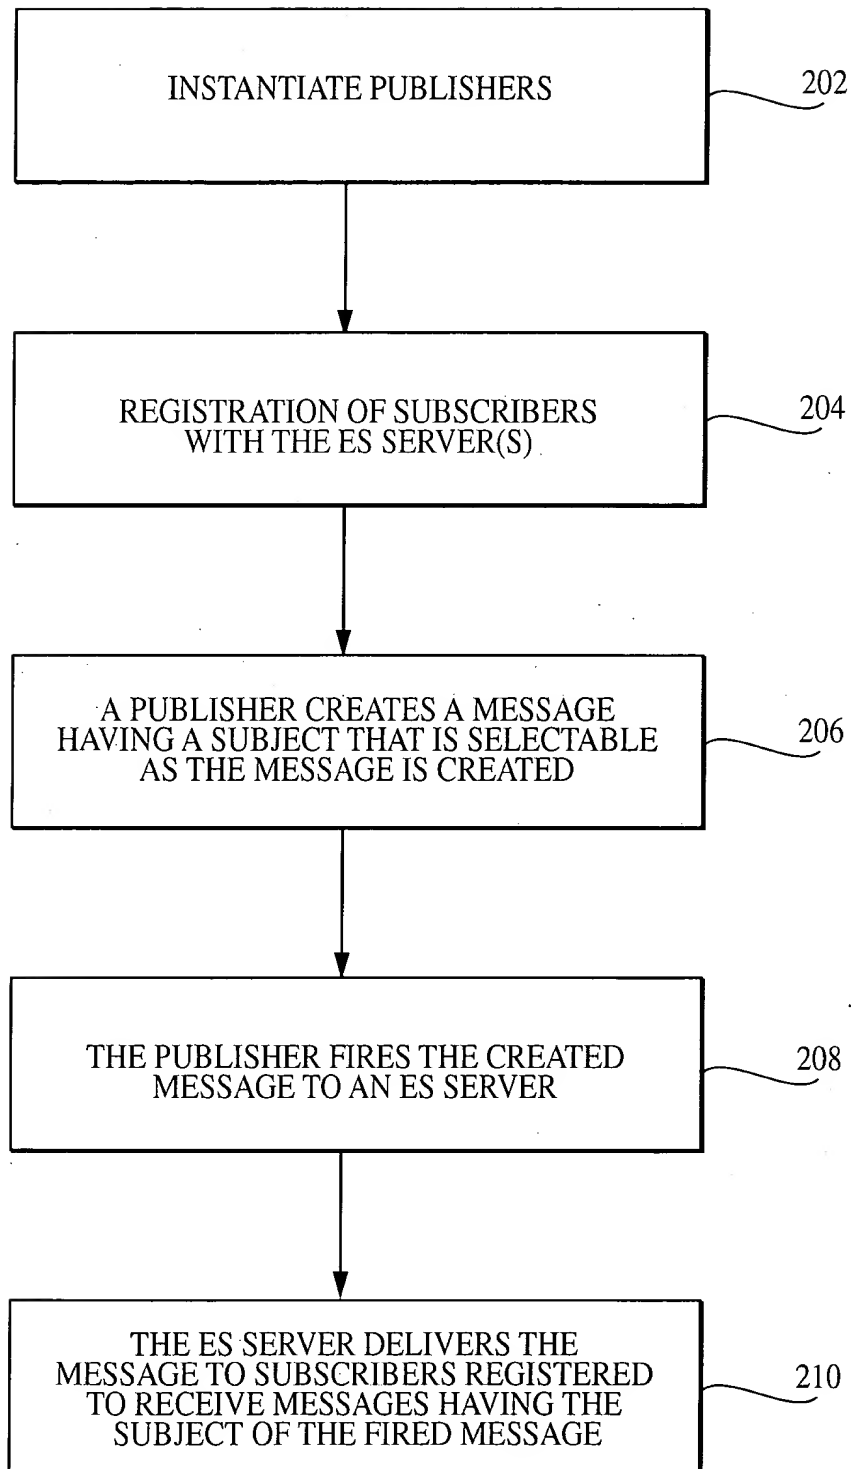 INSTANTIATE PUBLISHERS
202
REGISTRATION OF SUBSCRIBERS
WITH THE ES SERVER(S)
204
A PUBLISHER CREATES A MESSAGE
HAVING A SUBJECT THAT IS SELECTABLE
AS THE MESSAGE IS CREATED
206
THE PUBLISHER FIRES THE CREATED
MESSAGE TO AN ES SERVER
208
THE ES SERVER DELIVERS THE
MESSAGE TO SUBSCRIBERS REGISTERED
TO RECEIVE MESSAGES HAVING THE
SUBJECT OF THE FIRED MESSAGE
210